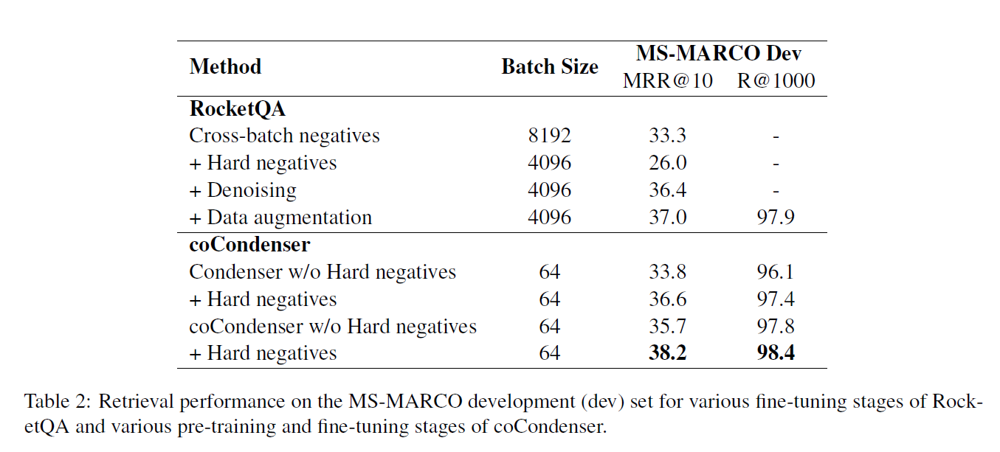 Method Batch Size MS-MARCO Dev
MRR@10 R@1000
RocketQA
Cross-batch negatives 8192 33.3 -
+ Hard negatives 4096 26.0 -
+ Denoising 4096 36.4 -
+ Data augmentation 4096 37.0 97.9
coCondenser
Condenser w/o Hard negatives 64 33.8 96.1
+ Hard negatives 64 36.6 97.4
coCondenser w/o Hard negatives 64 35.7 97.8
+ Hard negatives 64 38.2 98.4
Table 2: Retrieval performance on the MS-MARCO development (dev) set for various fine-tuning stages of Rock-
etQA and various pre-training and fine-tuning stages of coCondenser.